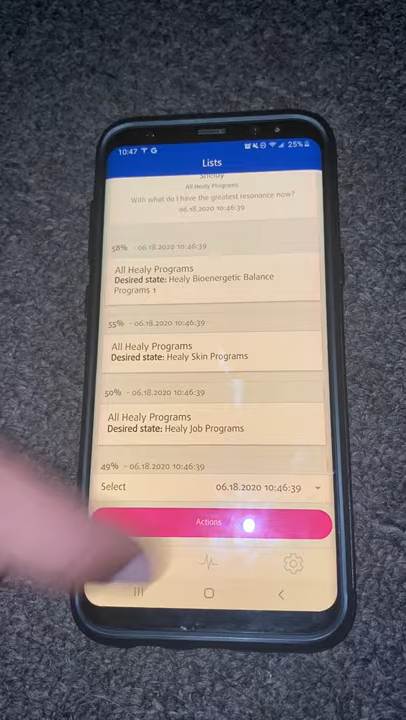 10:47
25%
Lists
Shelby
All Healy Programs
With what do I have the greatest resonance now?
06.18.2020 10:46:39
58% - 06.18.2020 10:46:39
All Healy Programs
Desired state: Healy Bioenergetic Balance
Programs 1
55% - 06.18.2020 10:46:39
All Healy Programs
Desired state: Healy Skin Programs
50% - 06.18.2020 10:46:39
All Healy Programs
Desired state: Healy Job Programs
49% - 06.18.2020 10:46:39
Select 06.18.2020 10:46:39
Actions